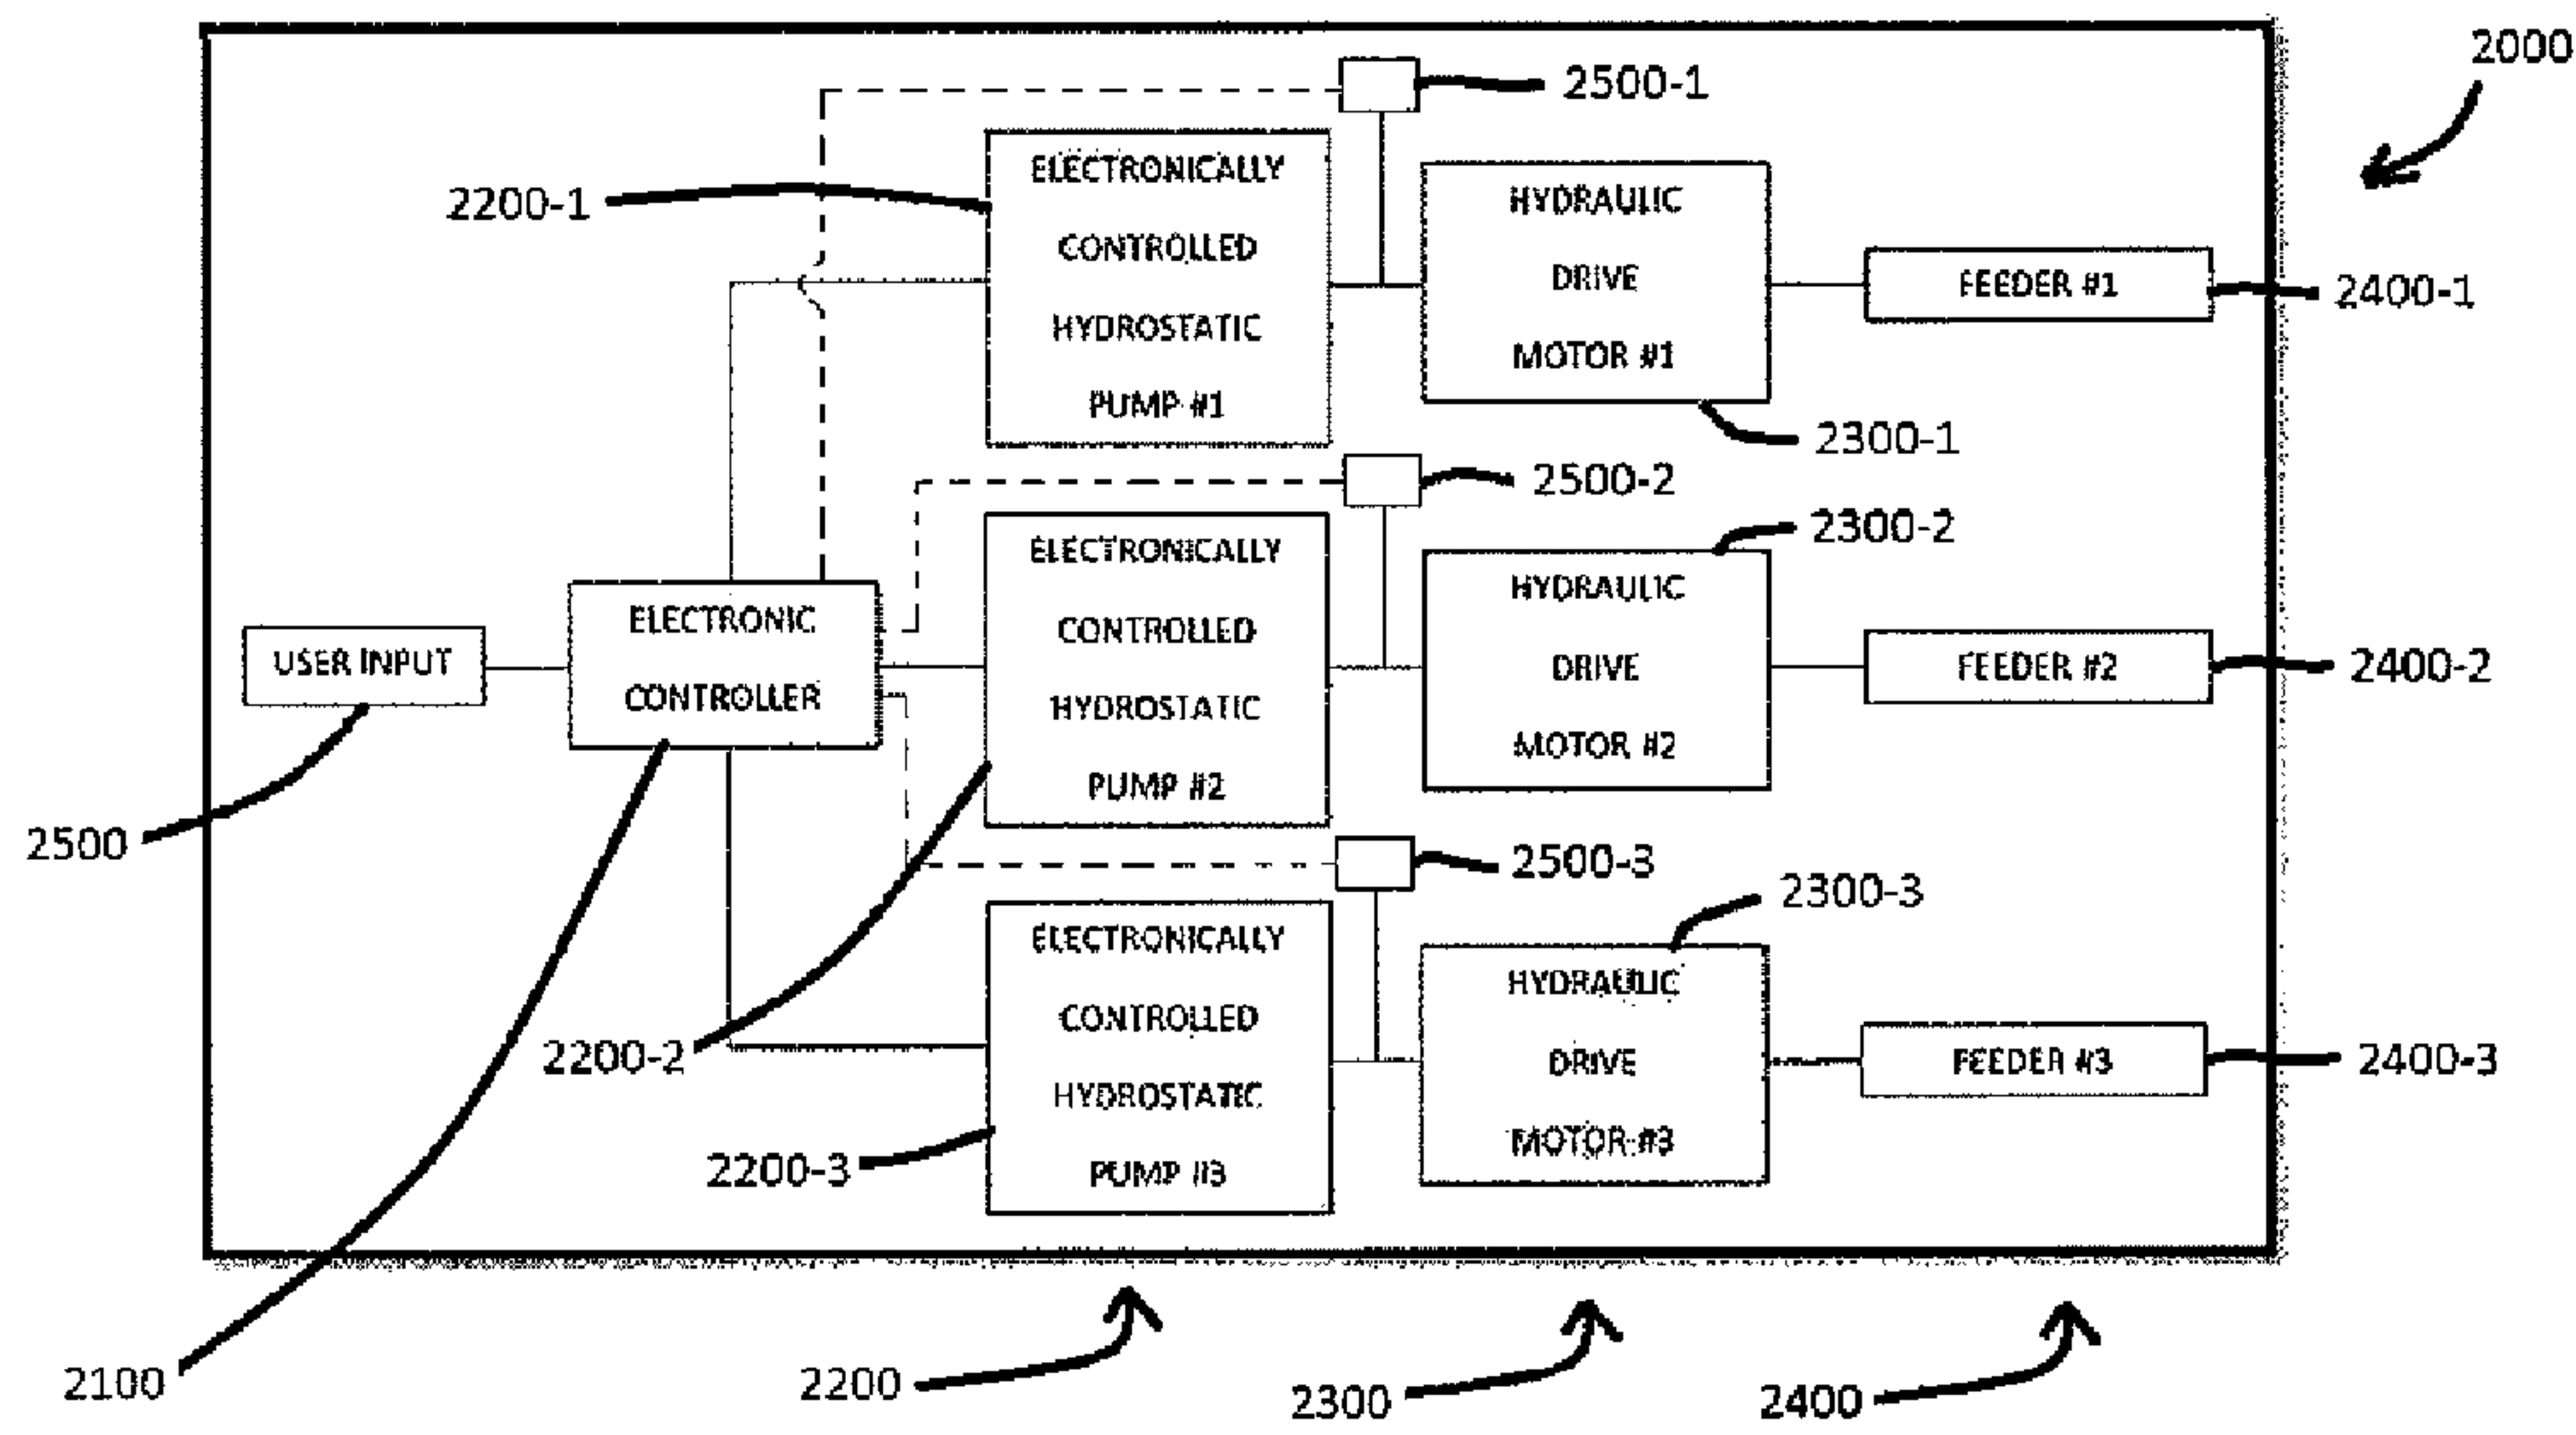 2000
2500-1
2200-1
ELECTRONICALLY
CONTROLLED
HYDROSTATIC
PUMP #1
HYDRAULIC
DRIVE
MOTOR #1
FEEDER #1
2400-1
2300-1
2500-2
2300-2
USER INPUT
ELECTRONIC
CONTROLLER
ELECTRONICALLY
CONTROLLED
HYDROSTATIC
PUMP #2
HYDRAULIC
DRIVE
MOTOR #2
FEEDER #2
2400-2
2500
2500-3
2300-3
2200-2
ELECTRONICALLY
CONTROLLED
HYDROSTATIC
PUMP #3
HYDRAULIC
DRIVE
MOTOR #3
FEEDER #3
2400-3
2200-3
2100
2200
2300
2400